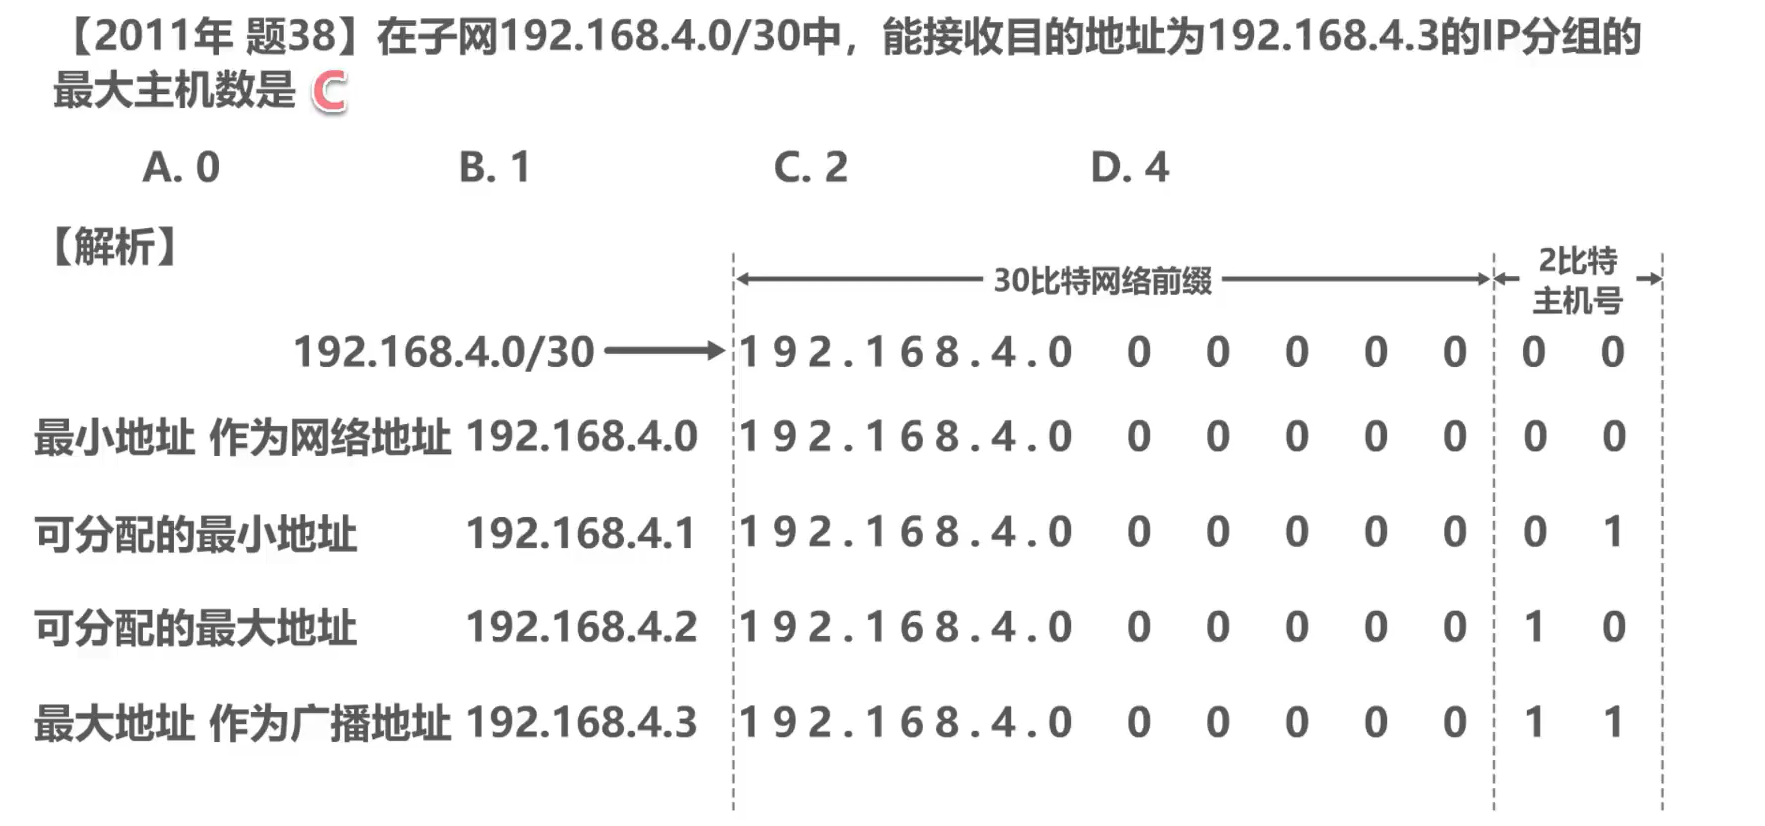 【2011年 题38】在子网192.168.4.0/30中，能接收目的地址为192.168.4.3的IP分组的
最大主机数是 C
A. 0 B. 1 C. 2 D. 4
【解析】
30比特网络前缀 2比特
主机号
192.168.4.0/30 192.168.4.0 0 0 0 0 0 0 0
最小地址 作为网络地址 192.168.4.0 192.168.4.0 0 0 0 0 0 0 0
可分配的最小地址 192.168.4.1 192.168.4.0 0 0 0 0 0 0 1
可分配的最大地址 192.168.4.2 192.168.4.0 0 0 0 0 0 1 0
最大地址 作为广播地址 192.168.4.3 192.168.4.0 0 0 0 0 0 1 1